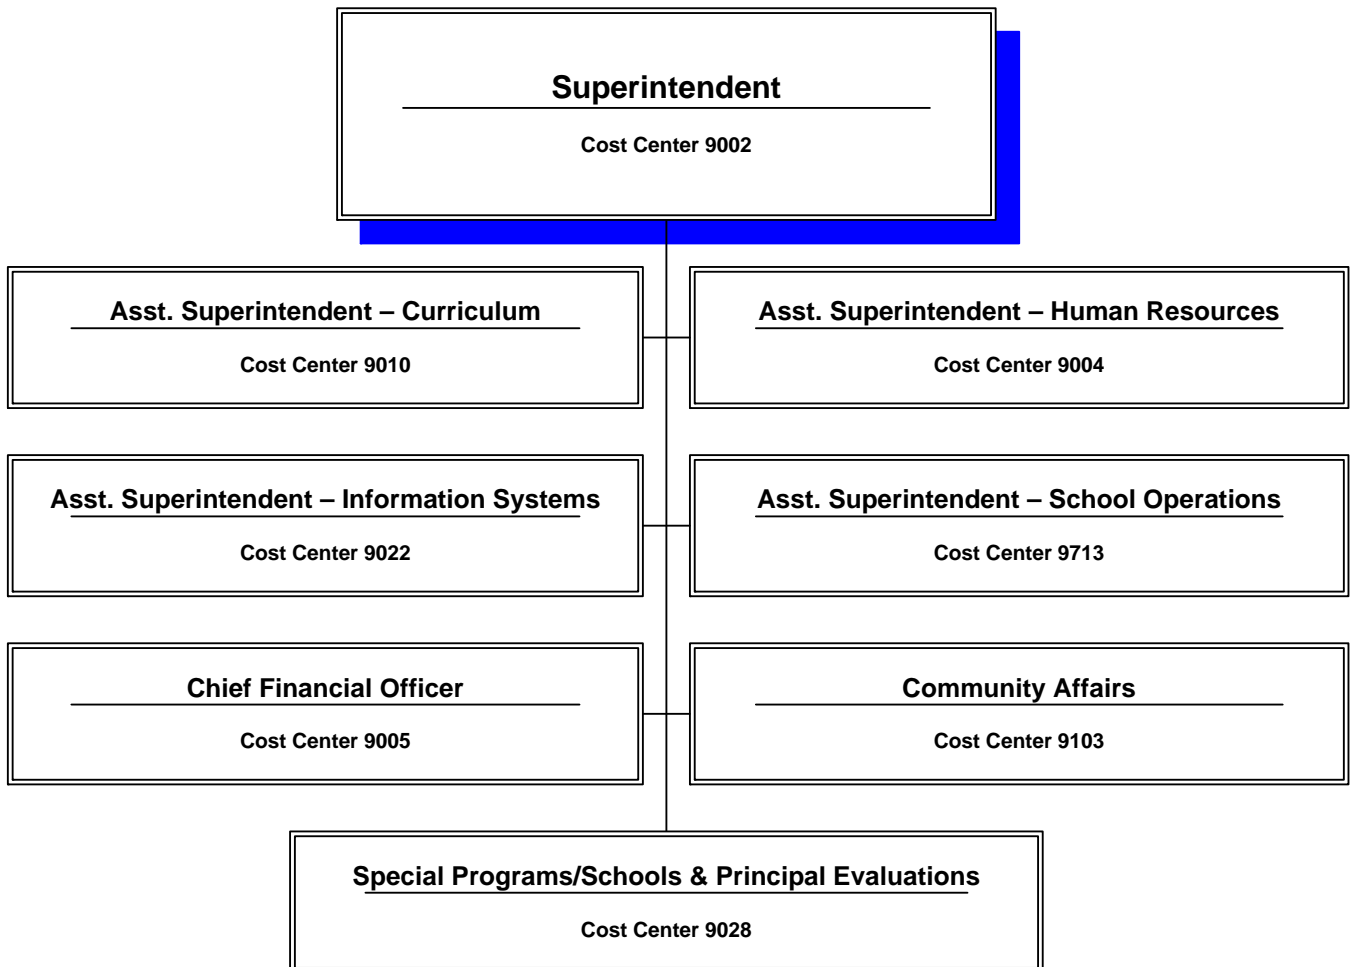 Superintendent
Cost Center 9002
Asst. Superintendent – Curriculum
Cost Center 9010
Asst. Superintendent – Human Resources
Cost Center 9004
Asst. Superintendent – Information Systems
Cost Center 9022
Asst. Superintendent – School Operations
Cost Center 9713
Chief Financial Officer
Cost Center 9005
Community Affairs
Cost Center 9103
Special Programs/Schools & Principal Evaluations
Cost Center 9028